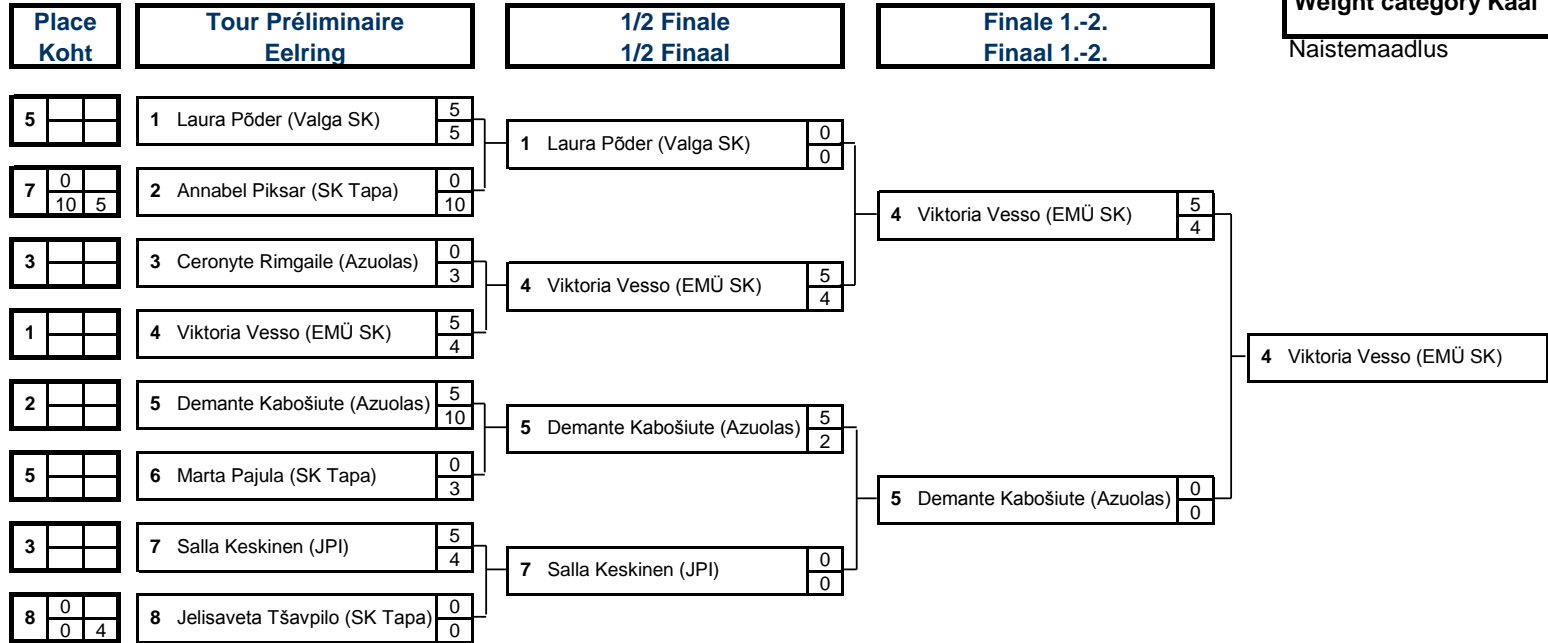 Place
Koht
Tour Préliminaire
Eelring
1/2 Finale
1/2 Finaal
Finale 1.-2.
Finaal 1.-2.
Weight category Kaal
Naistemaadlus
5
1 Laura Põder (Valga SK) 5
5
7 0
10 5
2 Annabel Piksar (SK Tapa) 0
10
3
3 Ceronyte Rimgaile (Azuolas) 0
3
1
4 Viktoria Vesso (EMÜ SK) 5
4
2
5 Demante Kabošiute (Azuolas) 5
10
5
6 Marta Pajula (SK Tapa) 0
3
3
7 Salla Keskinen (JPI) 5
4
8 0
0 4
8 Jelisaveta Tšavpilo (SK Tapa) 0
0
1 Laura Põder (Valga SK) 0
0
4 Viktoria Vesso (EMÜ SK) 5
4
5 Demante Kabošiute (Azuolas) 5
2
7 Salla Keskinen (JPI) 0
0
4 Viktoria Vesso (EMÜ SK) 5
4
5 Demante Kabošiute (Azuolas) 0
0
4 Viktoria Vesso (EMÜ SK)